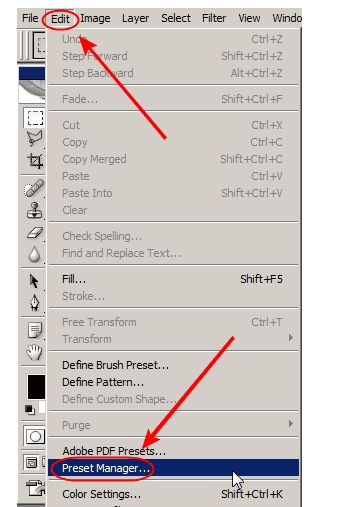 File Edit Image Layer Select Filter View Windo
Undo Ctrl+Z
Step Forward Shift+Ctrl+Z
Step Backward Alt+Ctrl+Z
Fade... Shift+Ctrl+F
Cut Ctrl+X
Copy Ctrl+C
Copy Merged Shift+Ctrl+C
Paste Ctrl+V
Paste Into Shift+Ctrl+V
Clear
Check Spelling...
Find and Replace Text...
Fill... Shift+F5
Stroke...
Free Transform Ctrl+T
Transform
Define Brush Preset...
Define Pattern...
Define Custom Shape...
Purge
Adobe PDF Presets...
Preset Manager...
Color Settings... Shift+Ctrl+K